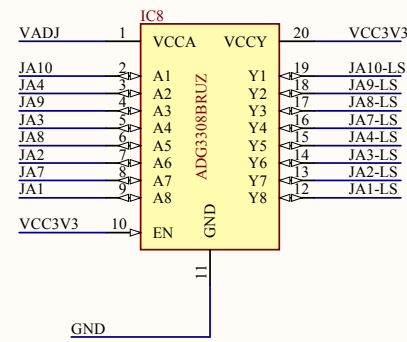 IC8
VADJ 1 VCCA VCCY 20 VCC3V3
JA10 2 A1 Y1 19 JA10-LS
JA4 3 A2 Y2 18 JA9-LS
JA9 4 A3 Y3 17 JA8-LS
JA3 5 A4 Y4 16 JA7-LS
JA8 6 A5 Y5 15 JA4-LS
JA2 7 A6 Y6 14 JA3-LS
JA7 8 A7 Y7 13 JA2-LS
JA1 9 A8 Y8 12 JA1-LS
ADG3308BRUZ
VCC3V3 10 EN
GND
11
GND